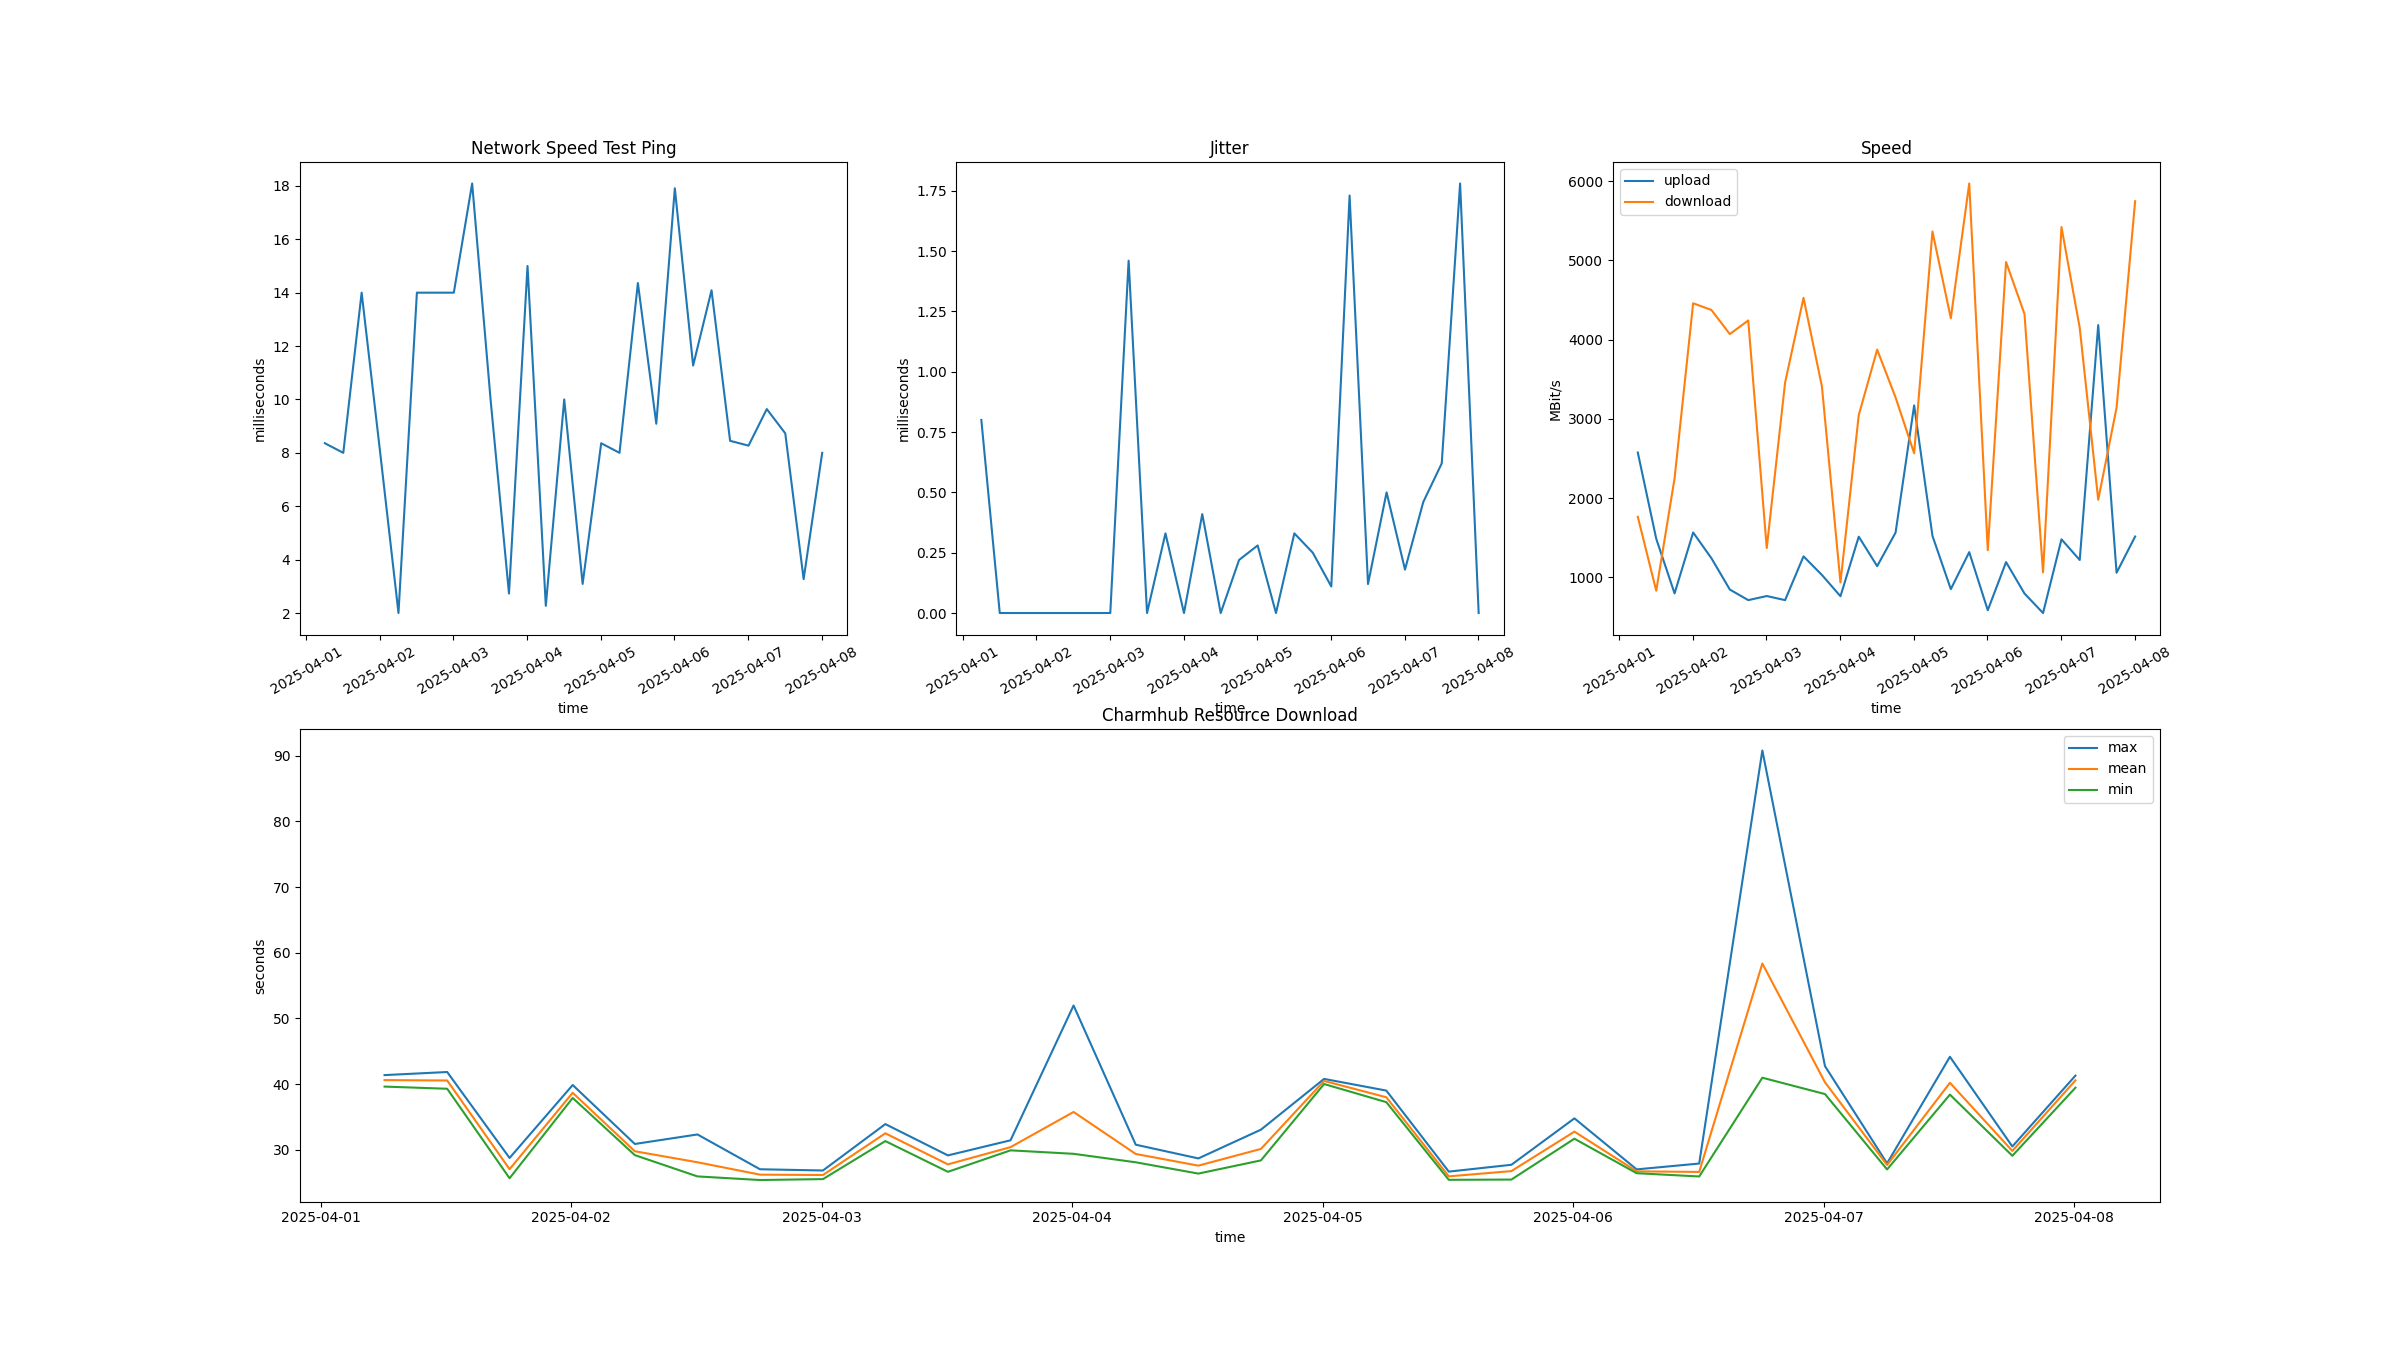 Network Speed Test Ping
milliseconds
18
16
14
12
10
8
6
4
2
2025-04-01 2025-04-02 2025-04-03 2025-04-04 2025-04-05 2025-04-06 2025-04-07 2025-04-08
time
Jitter
milliseconds
1.75
1.50
1.25
1.00
0.75
0.50
0.25
0.00
2025-04-01 2025-04-02 2025-04-03 2025-04-04 2025-04-05 2025-04-06 2025-04-07 2025-04-08
time
Speed
upload
download
MBit/s
6000
5000
4000
3000
2000
1000
2025-04-01 2025-04-02 2025-04-03 2025-04-04 2025-04-05 2025-04-06 2025-04-07 2025-04-08
time
Charmhub Resource Download
max
mean
min
seconds
90
80
70
60
50
40
30
2025-04-01 2025-04-02 2025-04-03 2025-04-04 2025-04-05 2025-04-06 2025-04-07 2025-04-08
time